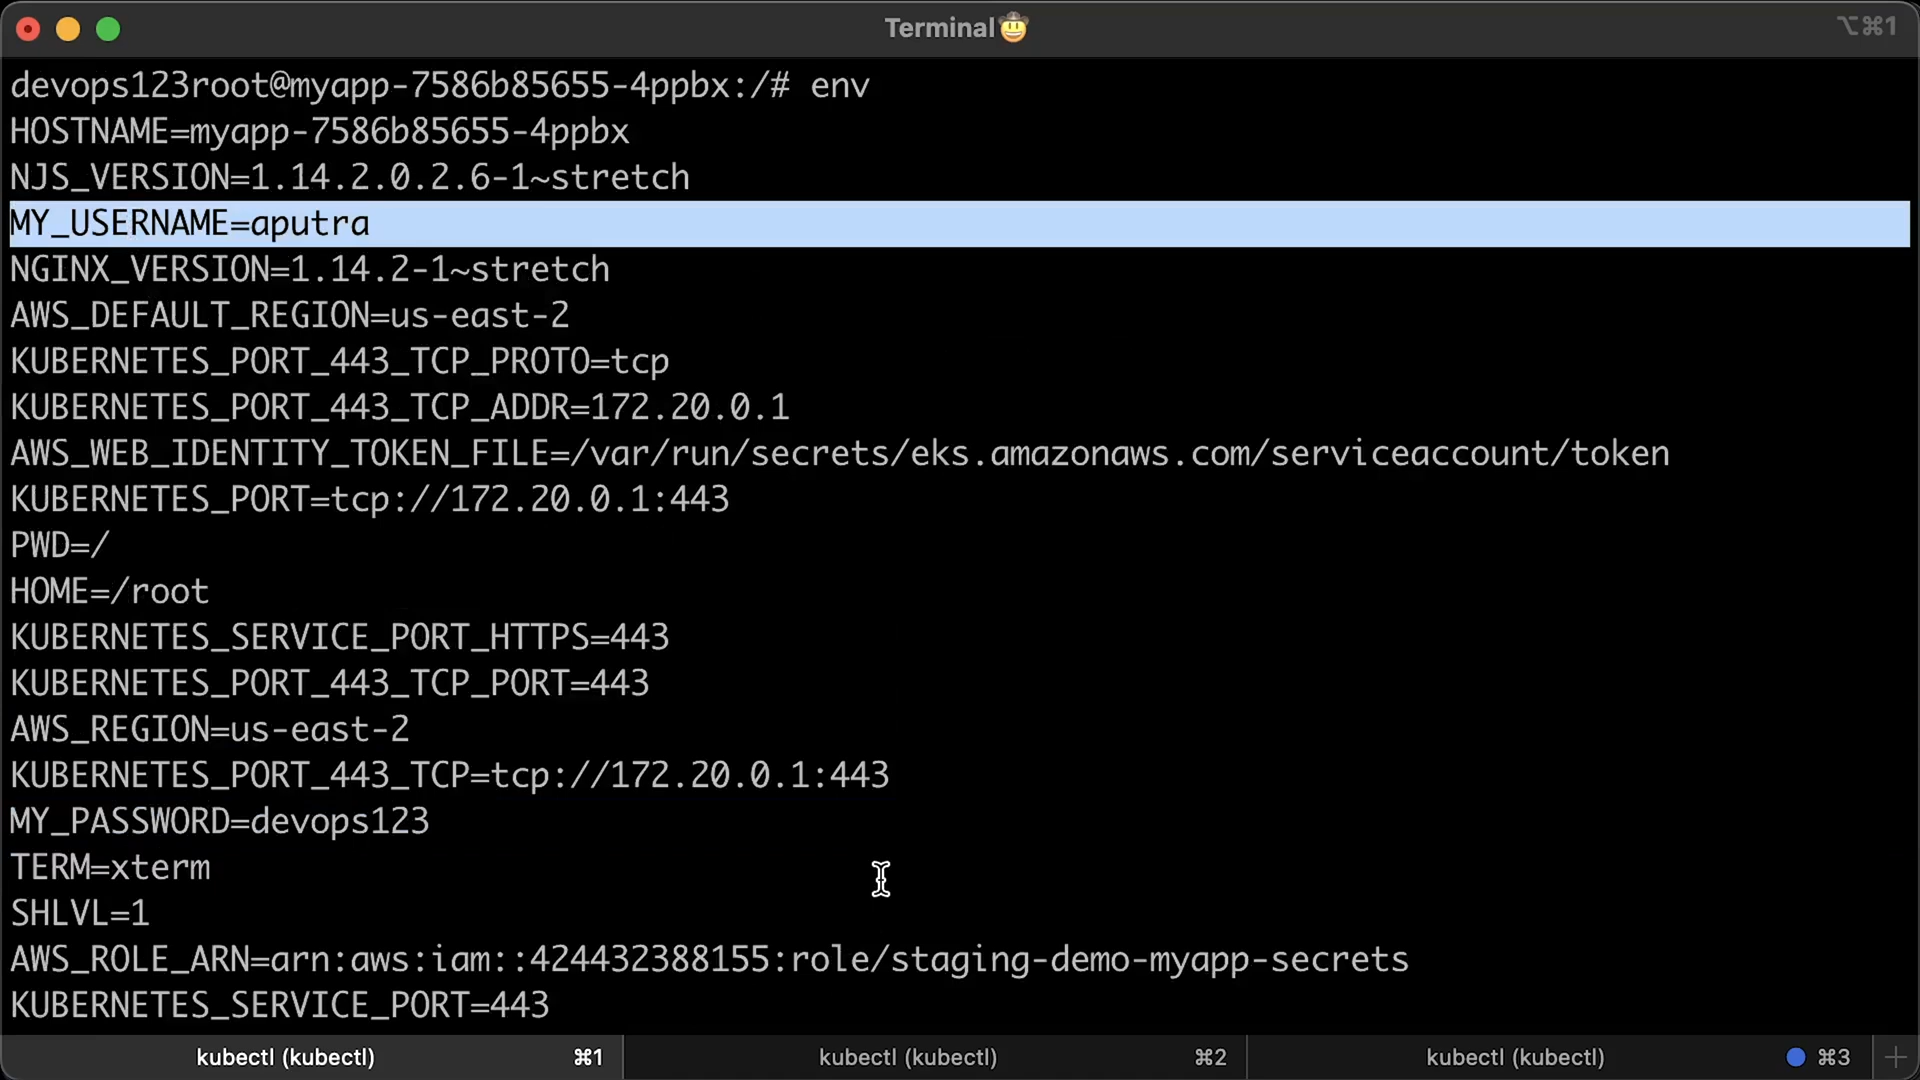 Terminal🤠
⌥⌘1
devops123root@myapp-7586b85655-4ppbx:/# env
HOSTNAME=myapp-7586b85655-4ppbx
NJS_VERSION=1.14.2.0.2.6-1~stretch
MY_USERNAME=aputra
NGINX_VERSION=1.14.2-1~stretch
AWS_DEFAULT_REGION=us-east-2
KUBERNETES_PORT_443_TCP_PROTO=tcp
KUBERNETES_PORT_443_TCP_ADDR=172.20.0.1
AWS_WEB_IDENTITY_TOKEN_FILE=/var/run/secrets/eks.amazonaws.com/serviceaccount/token
KUBERNETES_PORT=tcp://172.20.0.1:443
PWD=/
HOME=/root
KUBERNETES_SERVICE_PORT_HTTPS=443
KUBERNETES_PORT_443_TCP_PORT=443
AWS_REGION=us-east-2
KUBERNETES_PORT_443_TCP=tcp://172.20.0.1:443
MY_PASSWORD=devops123
TERM=xterm
SHLVL=1
AWS_ROLE_ARN=arn:aws:iam::424432388155:role/staging-demo-myapp-secrets
KUBERNETES_SERVICE_PORT=443
kubectl (kubectl) ⌘1
kubectl (kubectl) ⌘2
kubectl (kubectl) ⌘3